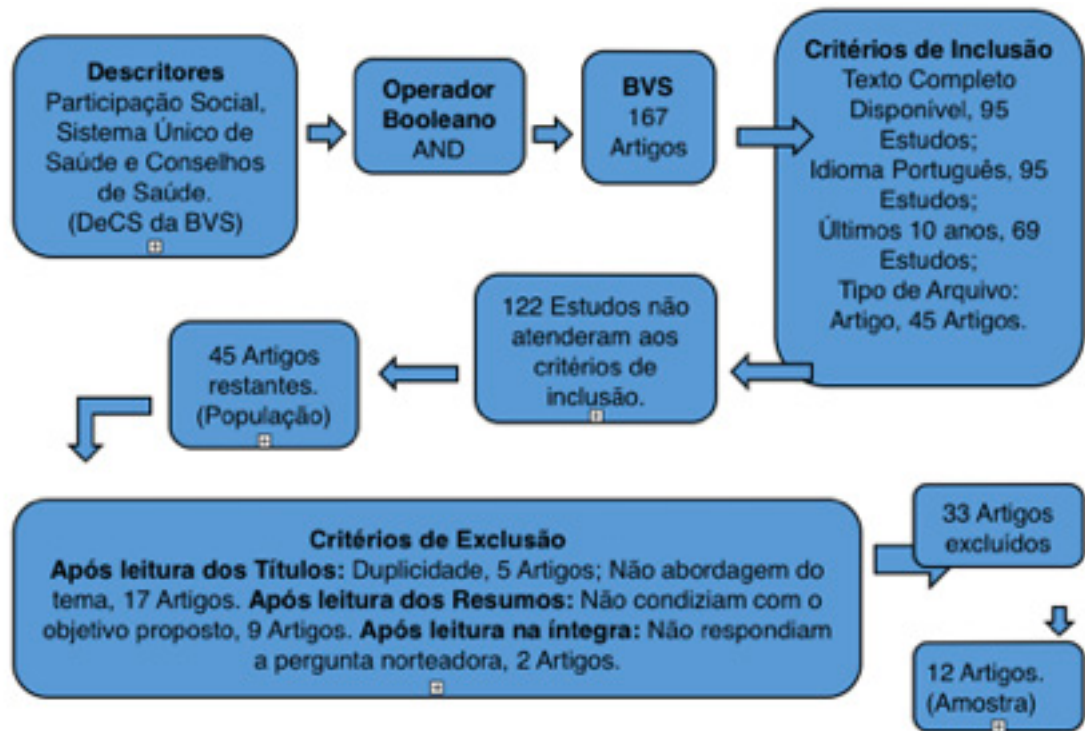 Descritores
Participação Social,
Sistema Único de
Saúde e Conselhos
de Saúde.
(DeCS da BVS)
Operador
Booleano
AND
BVS
167
Artigos
Critérios de Inclusão
Texto Completo
Disponível, 95
Estudos;
Idioma Português, 95
Estudos;
Últimos 10 anos, 69
Estudos;
Tipo de Arquivo:
Artigo, 45 Artigos.
122 Estudos não
atenderam aos
critérios de
inclusão.
45 Artigos
restantes.
(População)
Critérios de Exclusão
Após leitura dos Títulos: Duplicidade, 5 Artigos; Não abordagem do
tema, 17 Artigos. Após leitura dos Resumos: Não condiziam com o
objetivo proposto, 9 Artigos. Após leitura na íntegra: Não respondiam
a pergunta norteadora, 2 Artigos.
33 Artigos
excluídos
12 Artigos.
(Amostra)